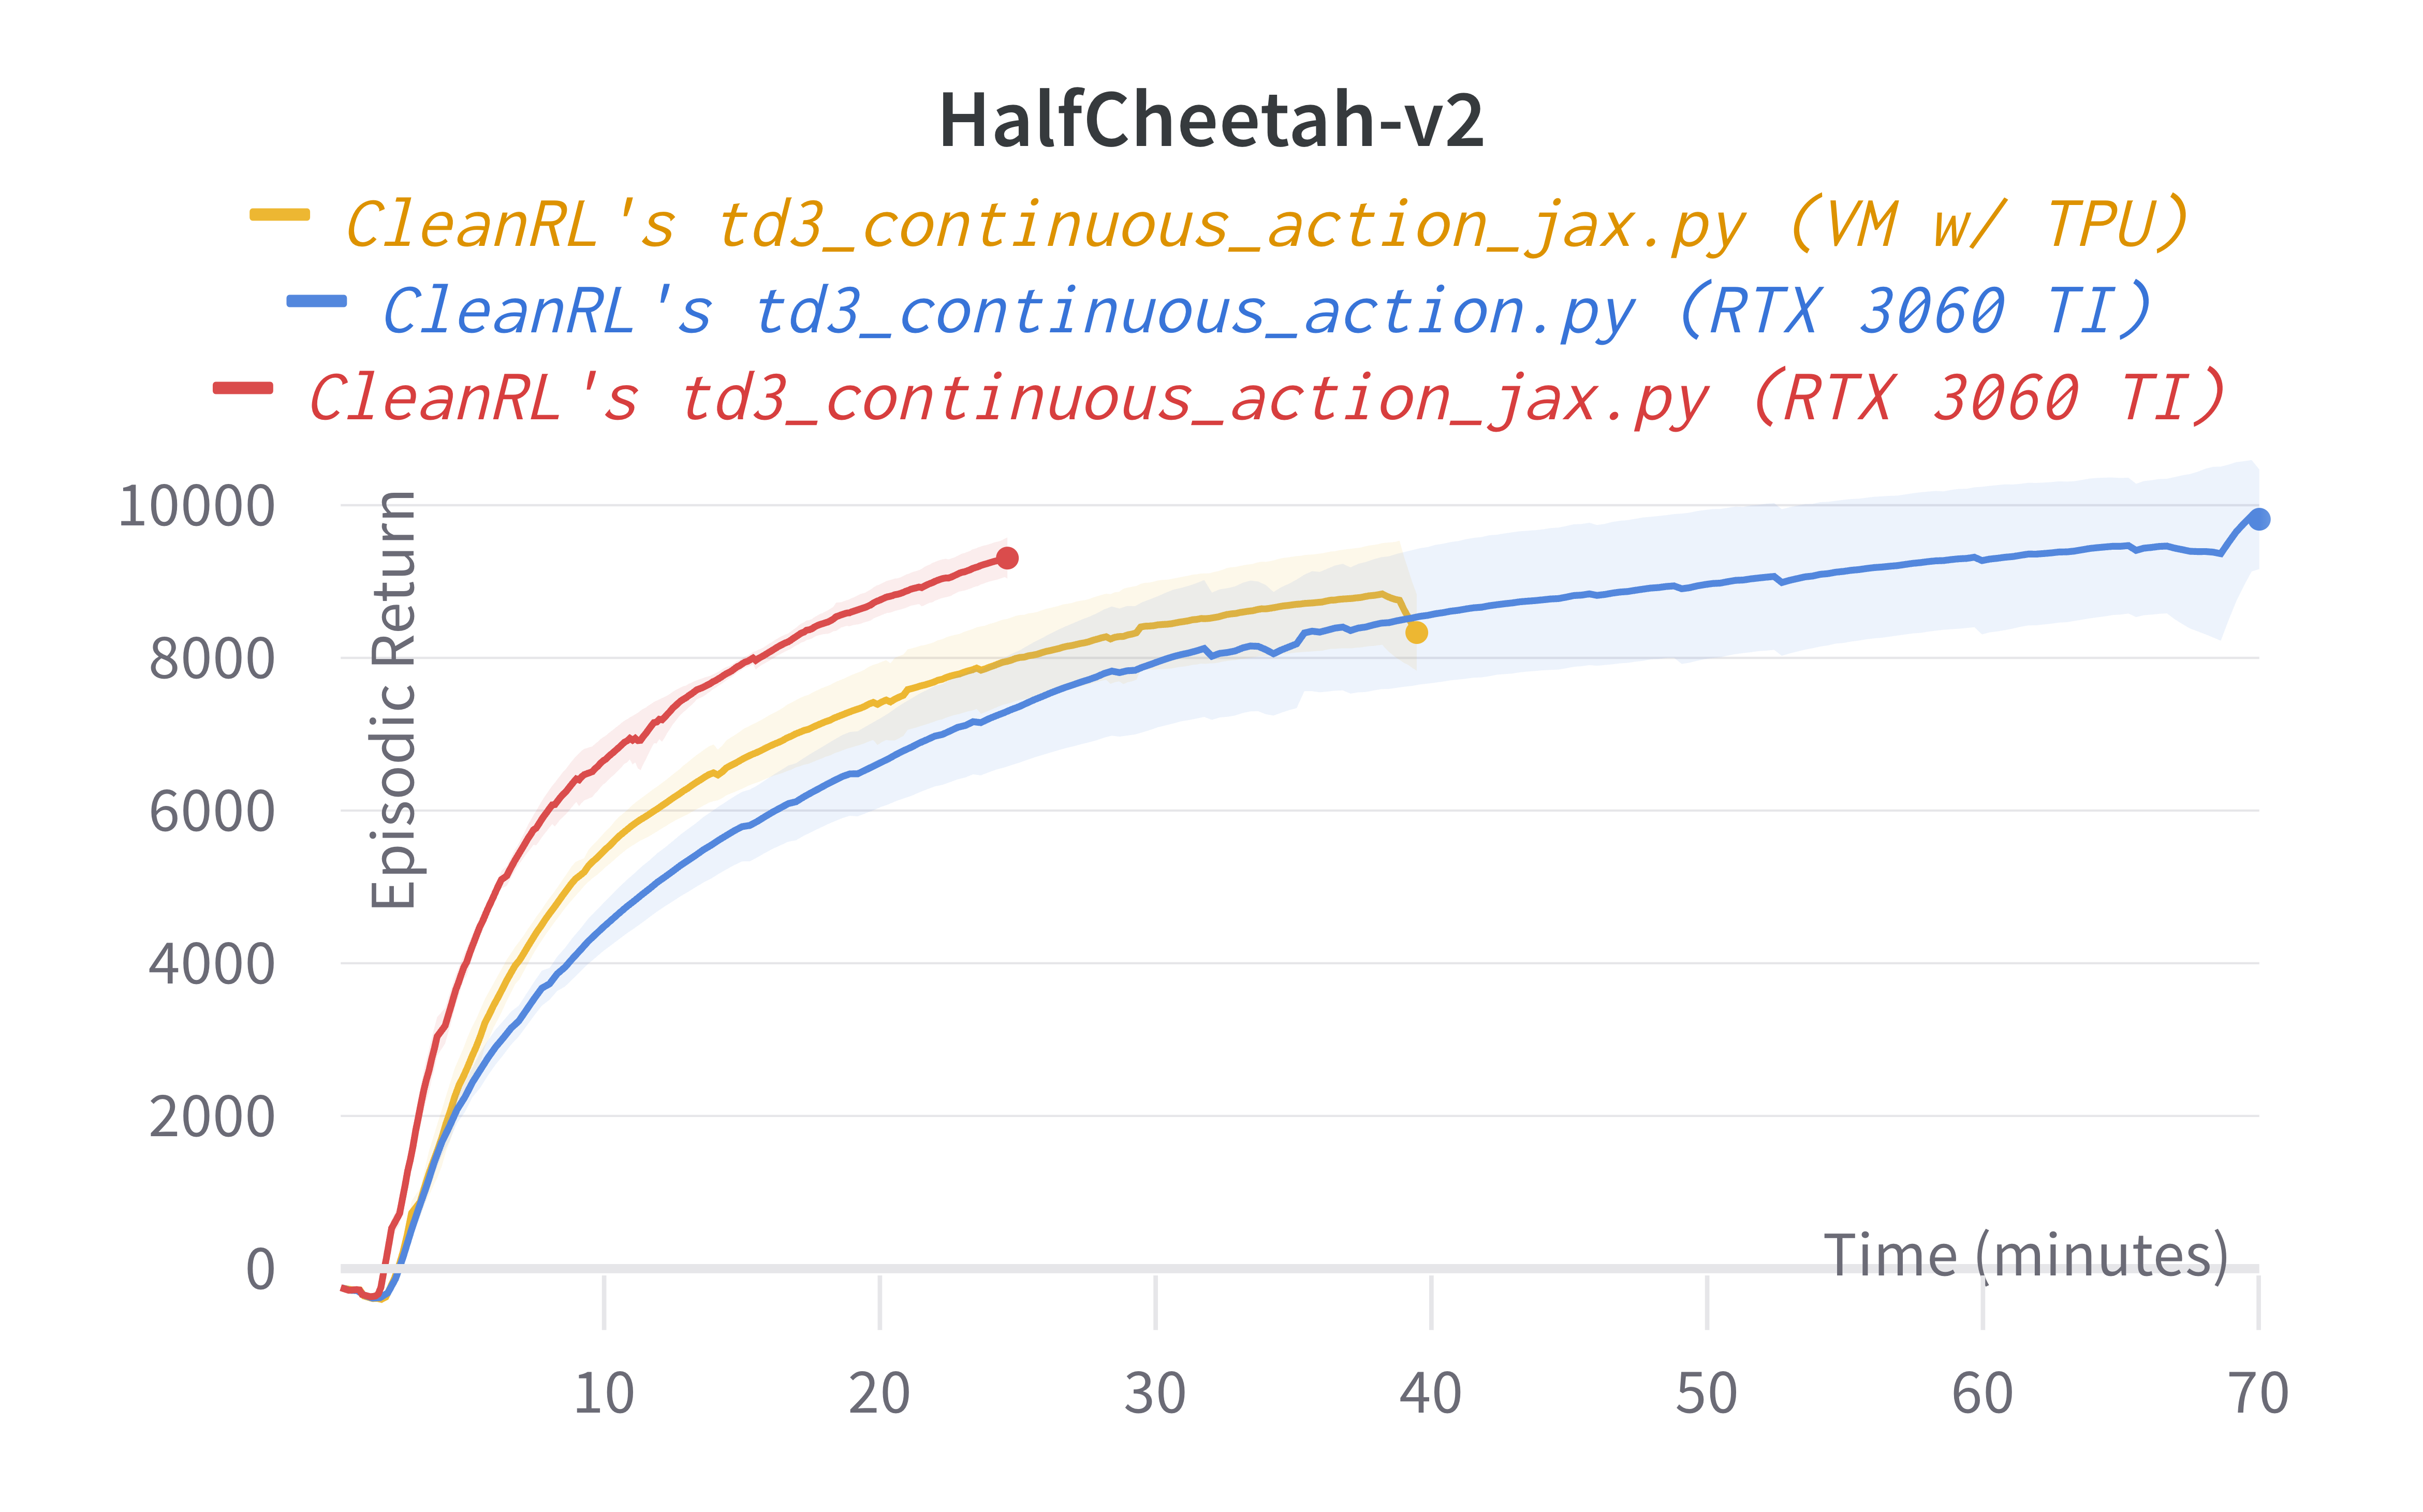 HalfCheetah-v2
CleanRL's td3_continuous_action_jax.py (VM w/ TPU)
CleanRL's td3_continuous_action.py (RTX 3060 TI)
CleanRL's td3_continuous_action_jax.py (RTX 3060 TI)
Episodic Return
10000
8000
6000
4000
2000
0
Time (minutes)
10 20 30 40 50 60 70